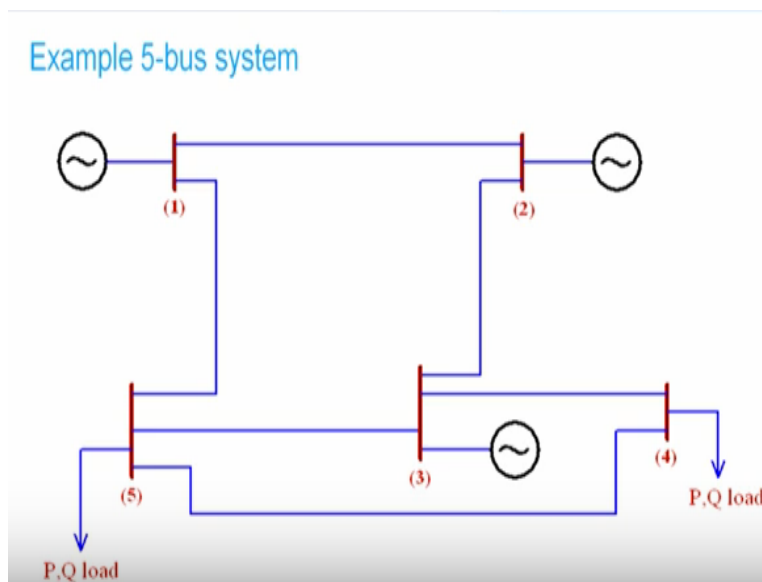 Example 5-bus system
(1)
(2)
(3)
(4)
(5)
P,Q load
P,Q load